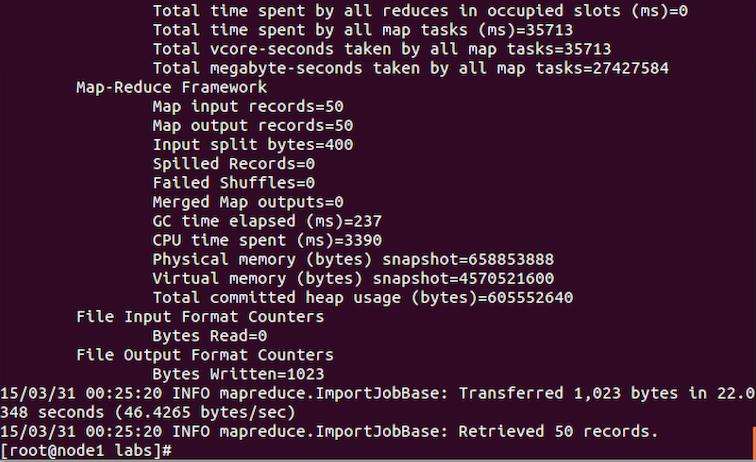 Total time spent by all reduces in occupied slots (ms)=0
Total time spent by all map tasks (ms)=35713
Total vcore-seconds taken by all map tasks=35713
Total megabyte-seconds taken by all map tasks=27427584
Map-Reduce Framework
Map input records=50
Map output records=50
Input split bytes=400
Spilled Records=0
Failed Shuffles=0
Merged Map outputs=0
GC time elapsed (ms)=237
CPU time spent (ms)=3390
Physical memory (bytes) snapshot=658853888
Virtual memory (bytes) snapshot=4570521600
Total committed heap usage (bytes)=605552640
File Input Format Counters
Bytes Read=0
File Output Format Counters
Bytes Written=1023
15/03/31 00:25:20 INFO mapreduce.ImportJobBase: Transferred 1,023 bytes in 22.0
348 seconds (46.4265 bytes/sec)
15/03/31 00:25:20 INFO mapreduce.ImportJobBase: Retrieved 50 records.
[root@node1 labs]#